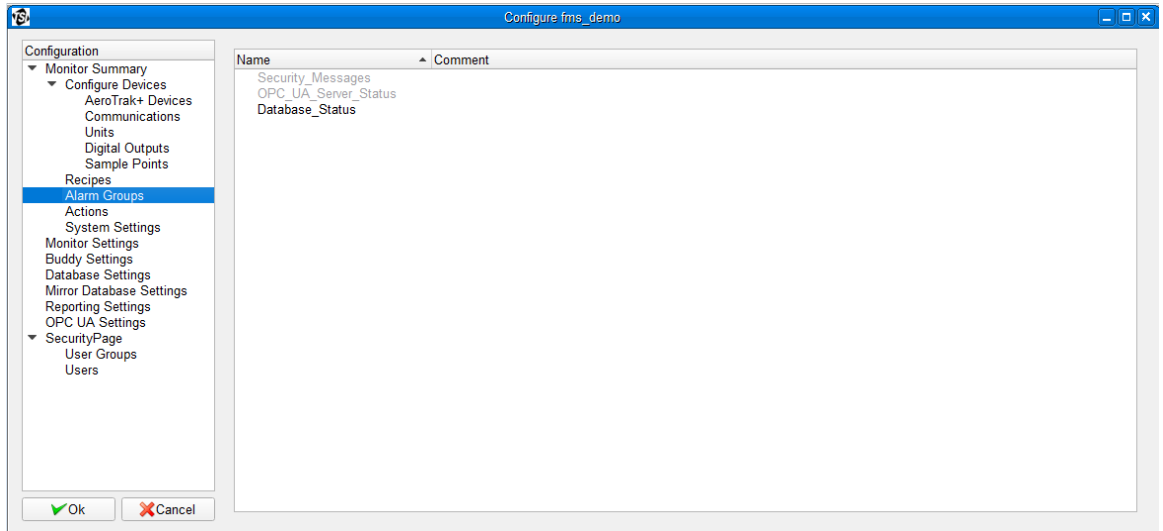 TSI
Configure fms_demo
Configuration
Monitor Summary
Configure Devices
AeroTrak+ Devices
Communications
Units
Digital Outputs
Sample Points
Recipes
Alarm Groups
Actions
System Settings
Monitor Settings
Buddy Settings
Database Settings
Mirror Database Settings
Reporting Settings
OPC UA Settings
SecurityPage
User Groups
Users
Ok Cancel
Name Comment
Security_Messages
OPC_UA_Server_Status
Database_Status